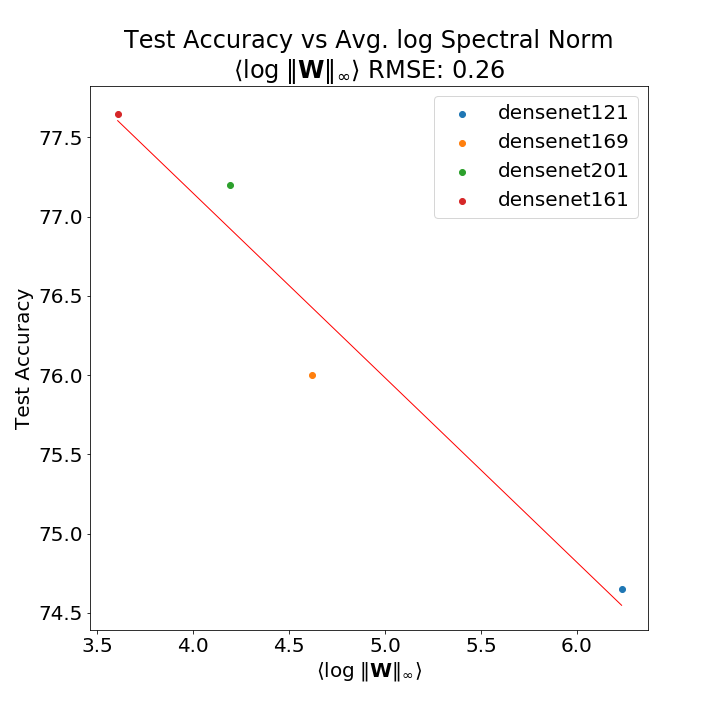 Test Accuracy vs Avg. log Spectral Norm
⟨log ‖W‖∞⟩ RMSE: 0.26
densenet121
densenet169
densenet201
densenet161
Test Accuracy
77.5
77.0
76.5
76.0
75.5
75.0
74.5
3.5 4.0 4.5 5.0 5.5 6.0
⟨log ‖W‖∞⟩